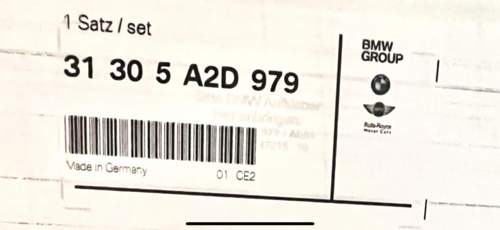 1 Satz / set
31 30 5 A2D 979
Made in Germany 01 CE2
BMW
GROUP
Rolls-Royce
Motor Cars